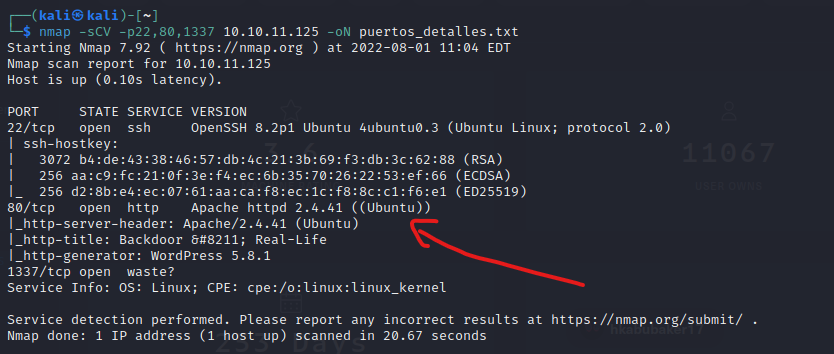 ┌──(kali㉿kali)-[~]
└─$ nmap -sCV -p22,80,1337 10.10.11.125 -oN puertos_detalles.txt
Starting Nmap 7.92 ( https://nmap.org ) at 2022-08-01 11:04 EDT
Nmap scan report for 10.10.11.125
Host is up (0.10s latency).

PORT     STATE SERVICE VERSION
22/tcp   open  ssh     OpenSSH 8.2p1 Ubuntu 4ubuntu0.3 (Ubuntu Linux; protocol 2.0)
| ssh-hostkey:
|   3072 b4:de:43:38:46:57:db:4c:21:3b:69:f3:db:3c:62:88 (RSA)
|   256 aa:c9:fc:21:0f:3e:f4:ec:6b:35:70:26:22:53:ef:66 (ECDSA)
|_  256 d2:8b:e4:ec:07:61:aa:ca:f8:ec:1c:f8:8c:c1:f6:e1 (ED25519)
80/tcp   open  http    Apache httpd 2.4.41 ((Ubuntu))
|_http-server-header: Apache/2.4.41 (Ubuntu)
|_http-title: Backdoor &#8211; Real-Life
|_http-generator: WordPress 5.8.1
1337/tcp open  waste?
Service Info: OS: Linux; CPE: cpe:/o:linux:linux_kernel

Service detection performed. Please report any incorrect results at https://nmap.org/submit/ .
Nmap done: 1 IP address (1 host up) scanned in 20.67 seconds
11067
USER OWNS